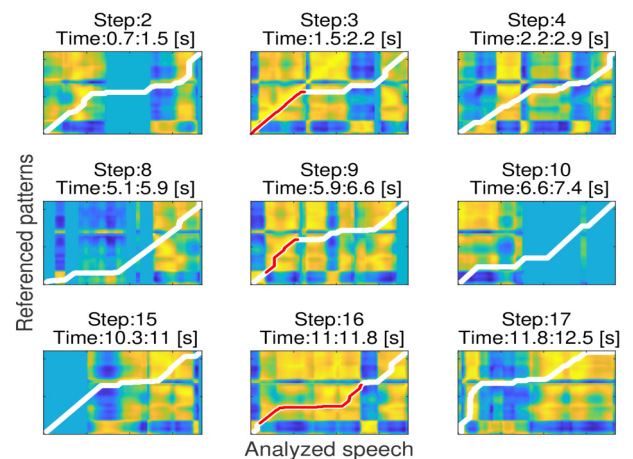 Step:2
Time:0.7:1.5 [s]
Step:3
Time:1.5:2.2 [s]
Step:4
Time:2.2:2.9 [s]
Step:8
Time:5.1:5.9 [s]
Step:9
Time:5.9:6.6 [s]
Step:10
Time:6.6:7.4 [s]
Step:15
Time:10.3:11 [s]
Step:16
Time:11:11.8 [s]
Step:17
Time:11.8:12.5 [s]
Referenced patterns
Analyzed speech